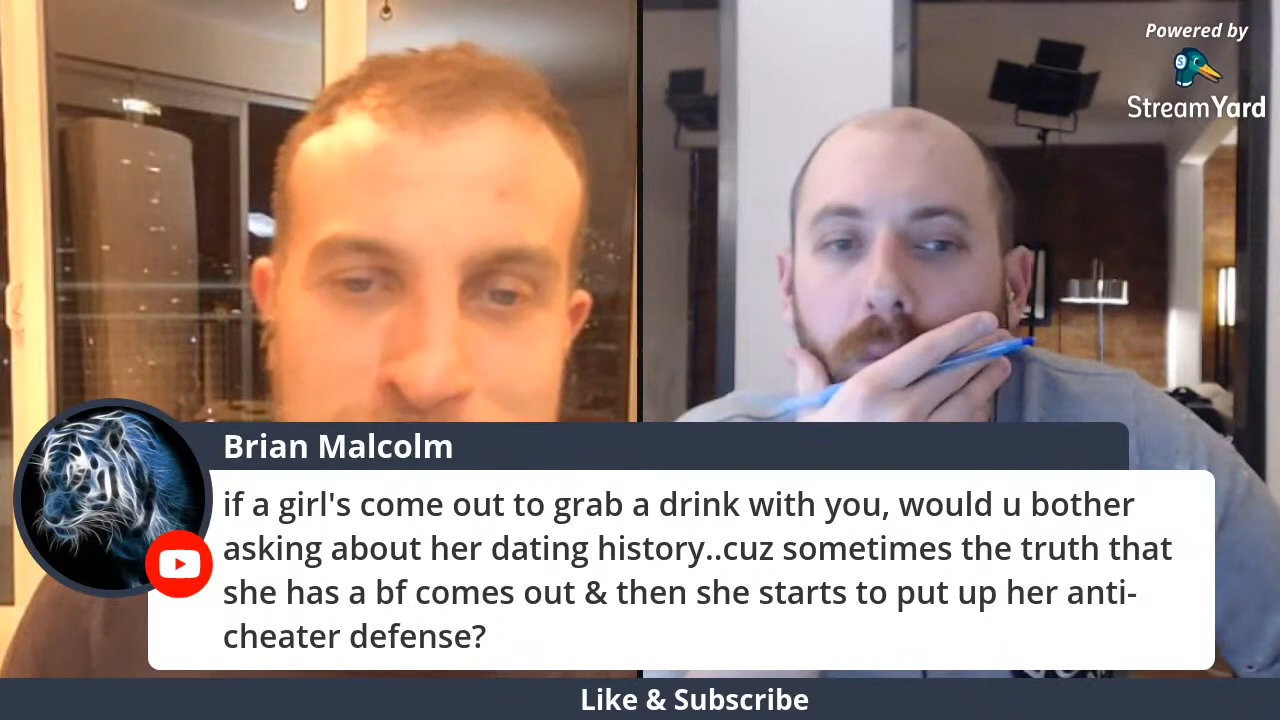 Powered by
StreamYard
Brian Malcolm
if a girl's come out to grab a drink with you, would u bother
asking about her dating history..cuz sometimes the truth that
she has a bf comes out & then she starts to put up her anti-
cheater defense?
Like & Subscribe